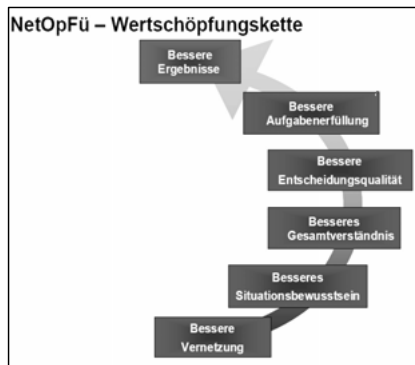 NetOpFü – Wertschöpfungskette
Bessere
Ergebnisse
Bessere
Aufgabenerfüllung
Bessere
Entscheidungsqualität
Besseres
Gesamtverständnis
Besseres
Situationsbewusstsein
Bessere
Vernetzung